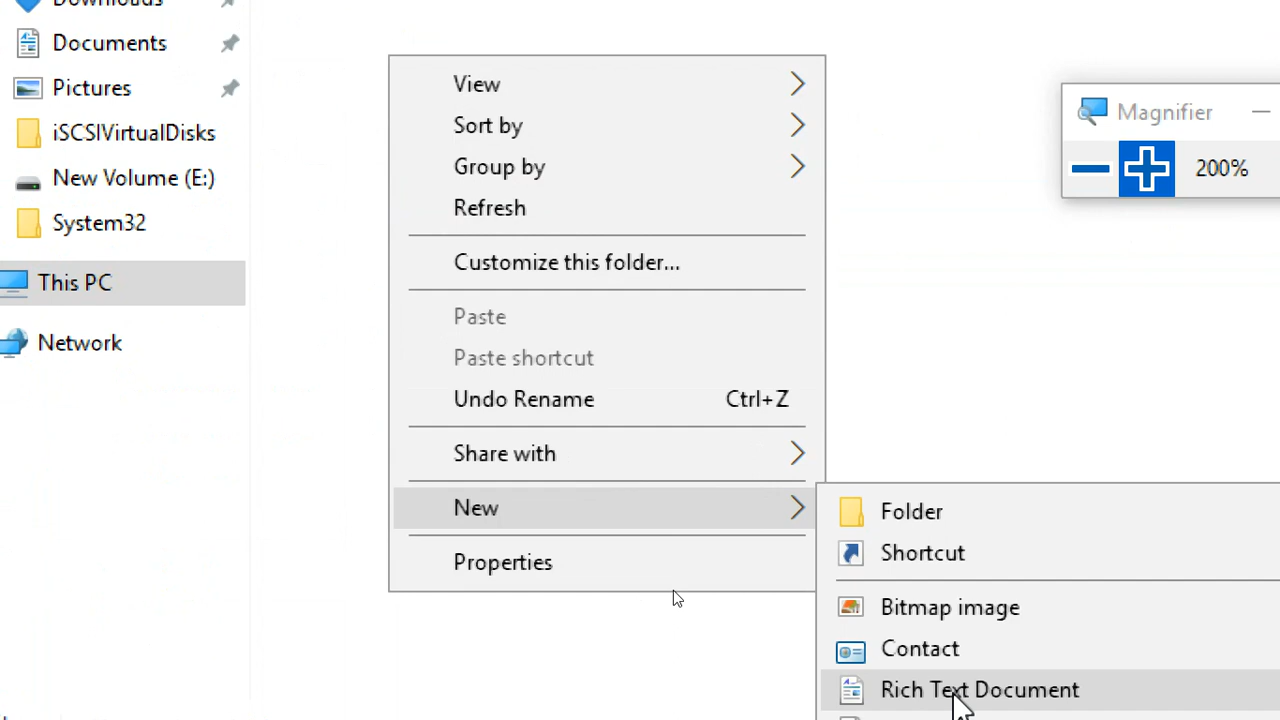 Downloads
Documents
Pictures
iSCSIVirtualDisks
New Volume (E:)
System32
This PC
Network
View
Sort by
Group by
Refresh
Customize this folder...
Paste
Paste shortcut
Undo Rename Ctrl+Z
Share with
New
Properties
Folder
Shortcut
Bitmap image
Contact
Rich Text Document
Magnifier
200%